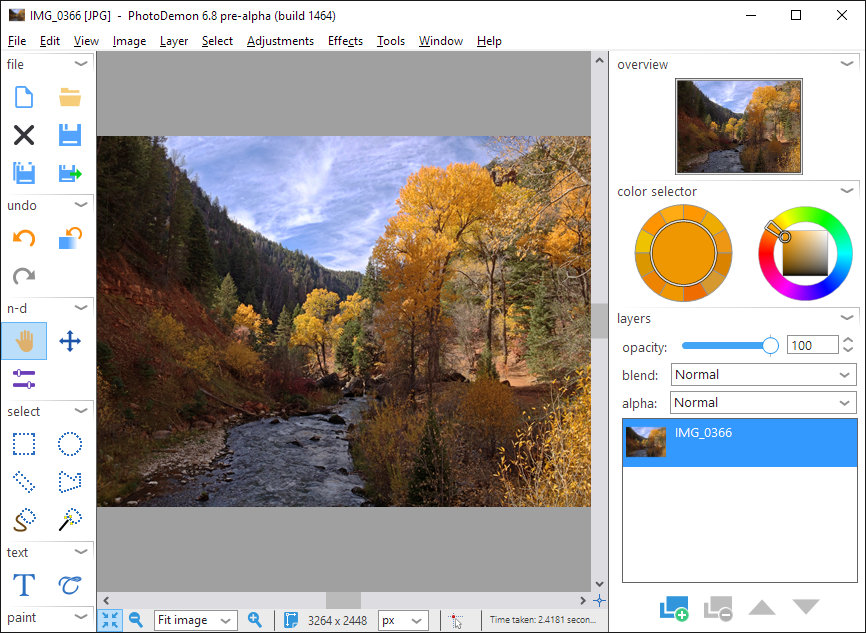 IMG_0366 [JPG] - PhotoDemon 6.8 pre-alpha (build 1464)
File Edit View Image Layer Select Adjustments Effects Tools Window Help
file
undo
n-d
select
text
paint
overview
color selector
layers
opacity: 100
blend: Normal
alpha: Normal
IMG_0366
Fit image 3264 x 2448 px Time taken: 2.4181 secon...